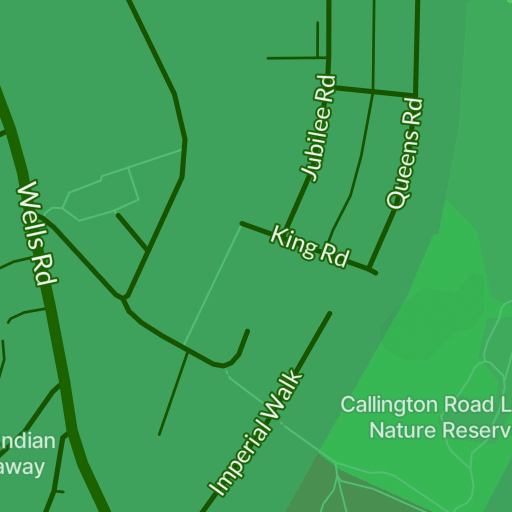 Jubilee Rd
Queens Rd
Wells Rd
King Rd
Imperial Walk
Callington Road L
Nature Reserv
ndian
away